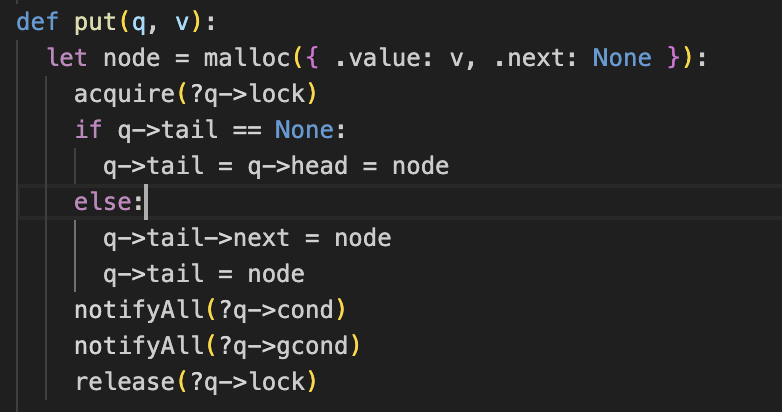 def put(q, v):
let node = malloc({ .value: v, .next: None }):
acquire(?q->lock)
if q->tail == None:
q->tail = q->head = node
else:
q->tail->next = node
q->tail = node
notifyAll(?q->cond)
notifyAll(?q->gcond)
release(?q->lock)